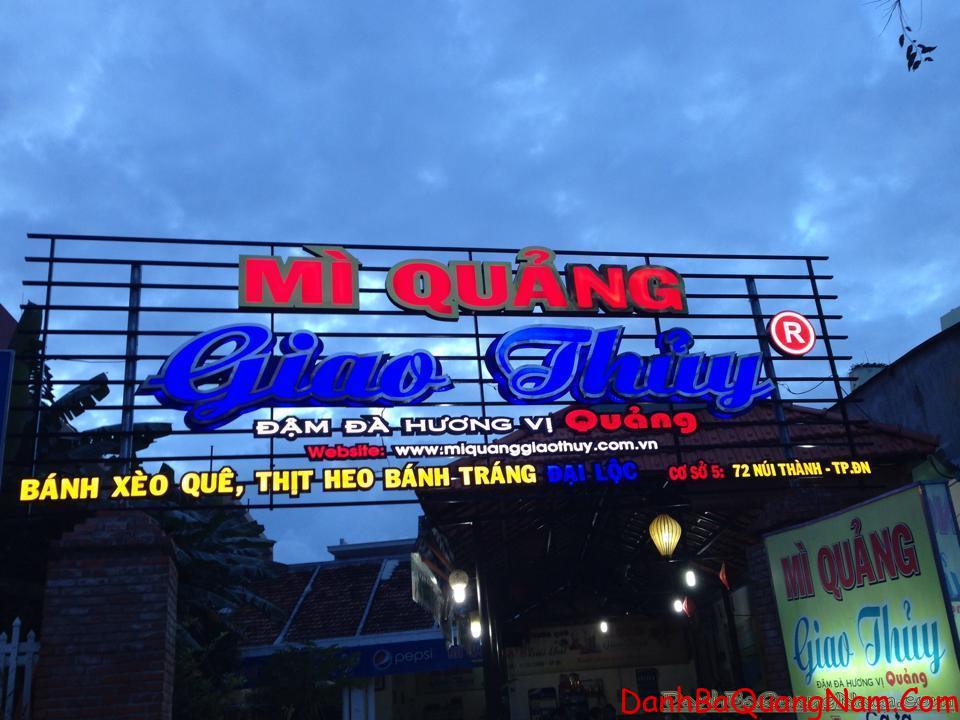 MÌ QUẢNG
Giao Thủy ®
ĐẬM ĐÀ HƯƠNG VỊ Quảng
Website: www.miquanggiaothuy.com.vn
BÁNH XÈO QUÊ, THỊT HEO BÁNH TRÁNG ĐẠI LỘC CƠ SỞ 5: 72 NÚI THÀNH - TP.ĐN
MÌ QUẢNG
Giao Thủy
ĐẬM ĐÀ HƯƠNG VỊ Quảng
pepsi
DanhBaQuangNam.Com